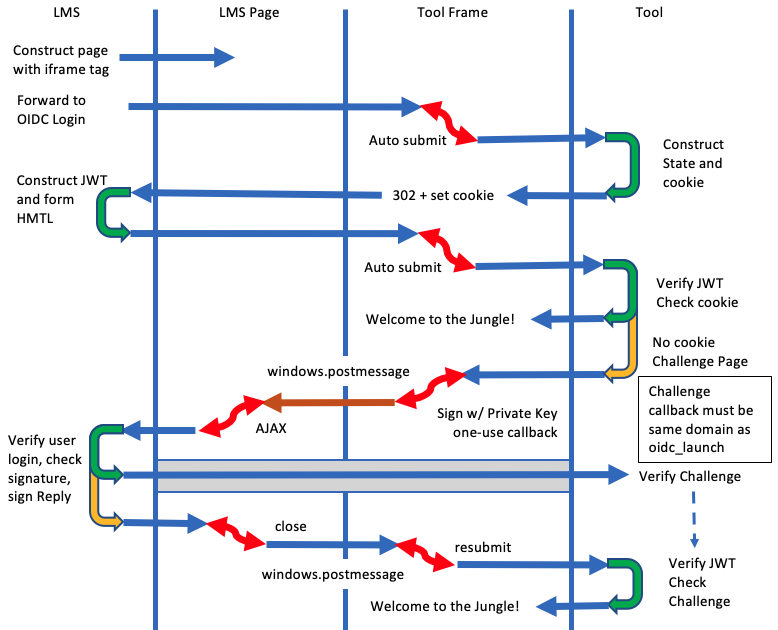 LMS
LMS Page
Tool Frame
Tool
Construct page
with iframe tag
Forward to
OIDC Login
Auto submit
Construct
State and
cookie
Construct JWT
and form
HMTL
302 + set cookie
Auto submit
Verify JWT
Check cookie
Welcome to the Jungle!
No cookie
Challenge Page
windows.postmessage
Challenge
callback must be
same domain as
oidc_launch
Sign w/ Private Key
one-use callback
AJAX
Verify user
login, check
signature,
sign Reply
Verify Challenge
close
resubmit
windows.postmessage
Verify JWT
Check
Challenge
Welcome to the Jungle!